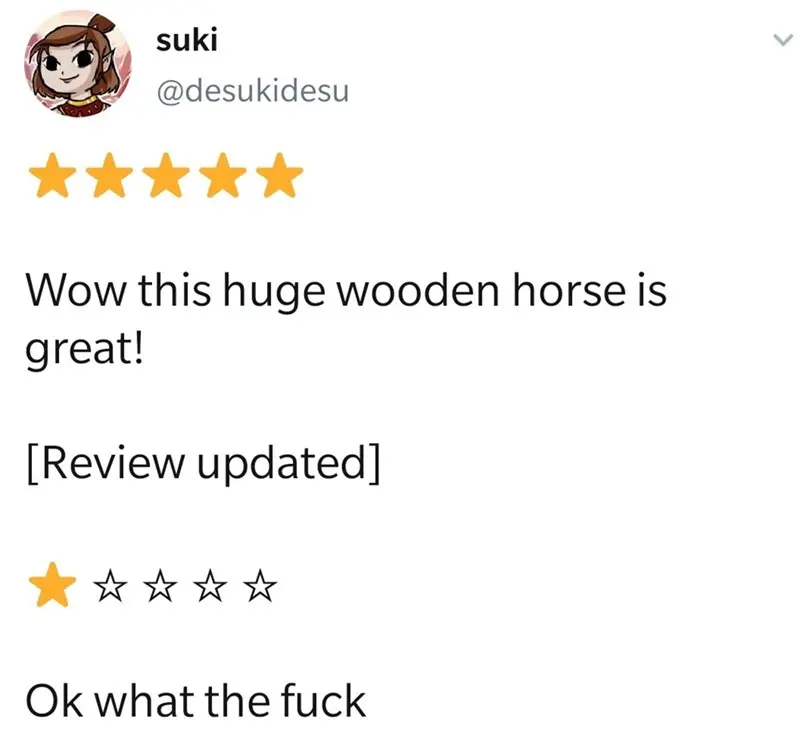 suki
@desukidesu
⭐⭐⭐⭐⭐
Wow this huge wooden horse is
great!
[Review updated]
⭐☆☆☆☆
Ok what the fuck